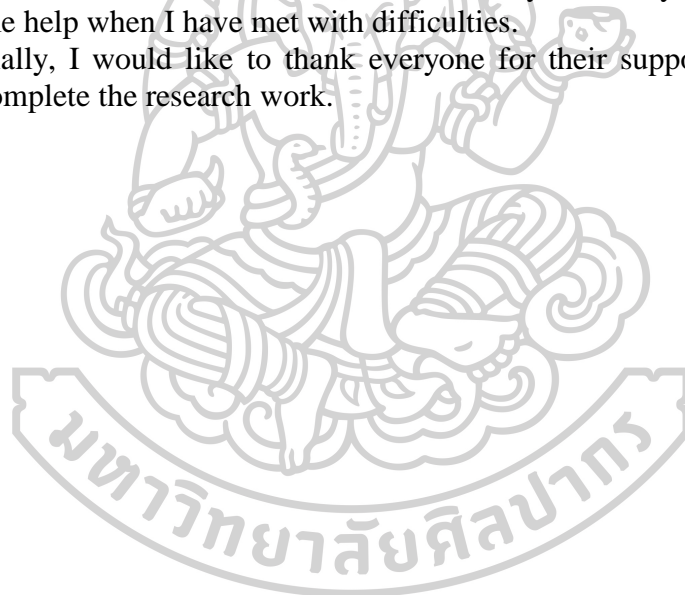 he help when I have met with difficulties.
ally, I would like to thank everyone for their suppo
omplete the research work.
มหาวิทยาลัยศิลปากร